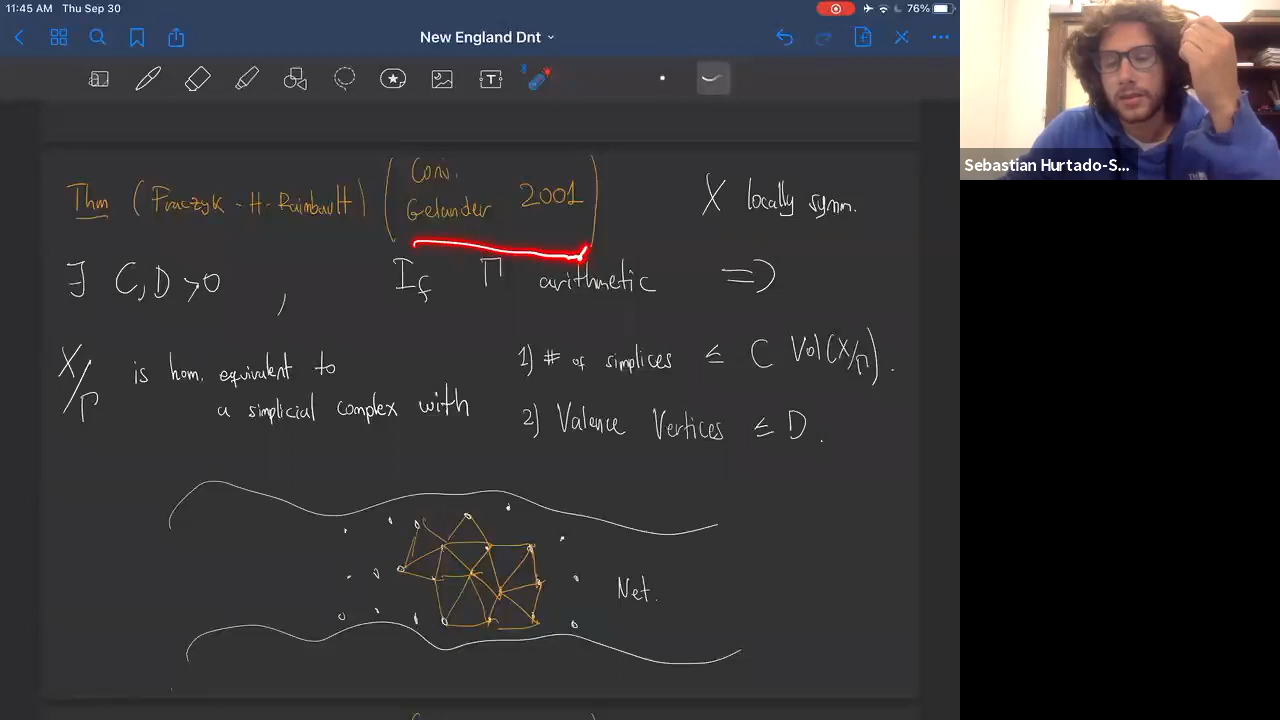 11:45 AM Thu Sep 30
76%
New England Dnt
Sebastian Hurtado-S...
Thm (Fraczyk - H - Raimbault) (Conj. Gelander 2001)
X locally symm.
∃ C, D > 0 , If Γ arithmetic =>
X/Γ is hom. equivalent to
a simplicial complex with
1) # of simplices ≤ C Vol(X/Γ).
2) Valence Vertices ≤ D.
Net.